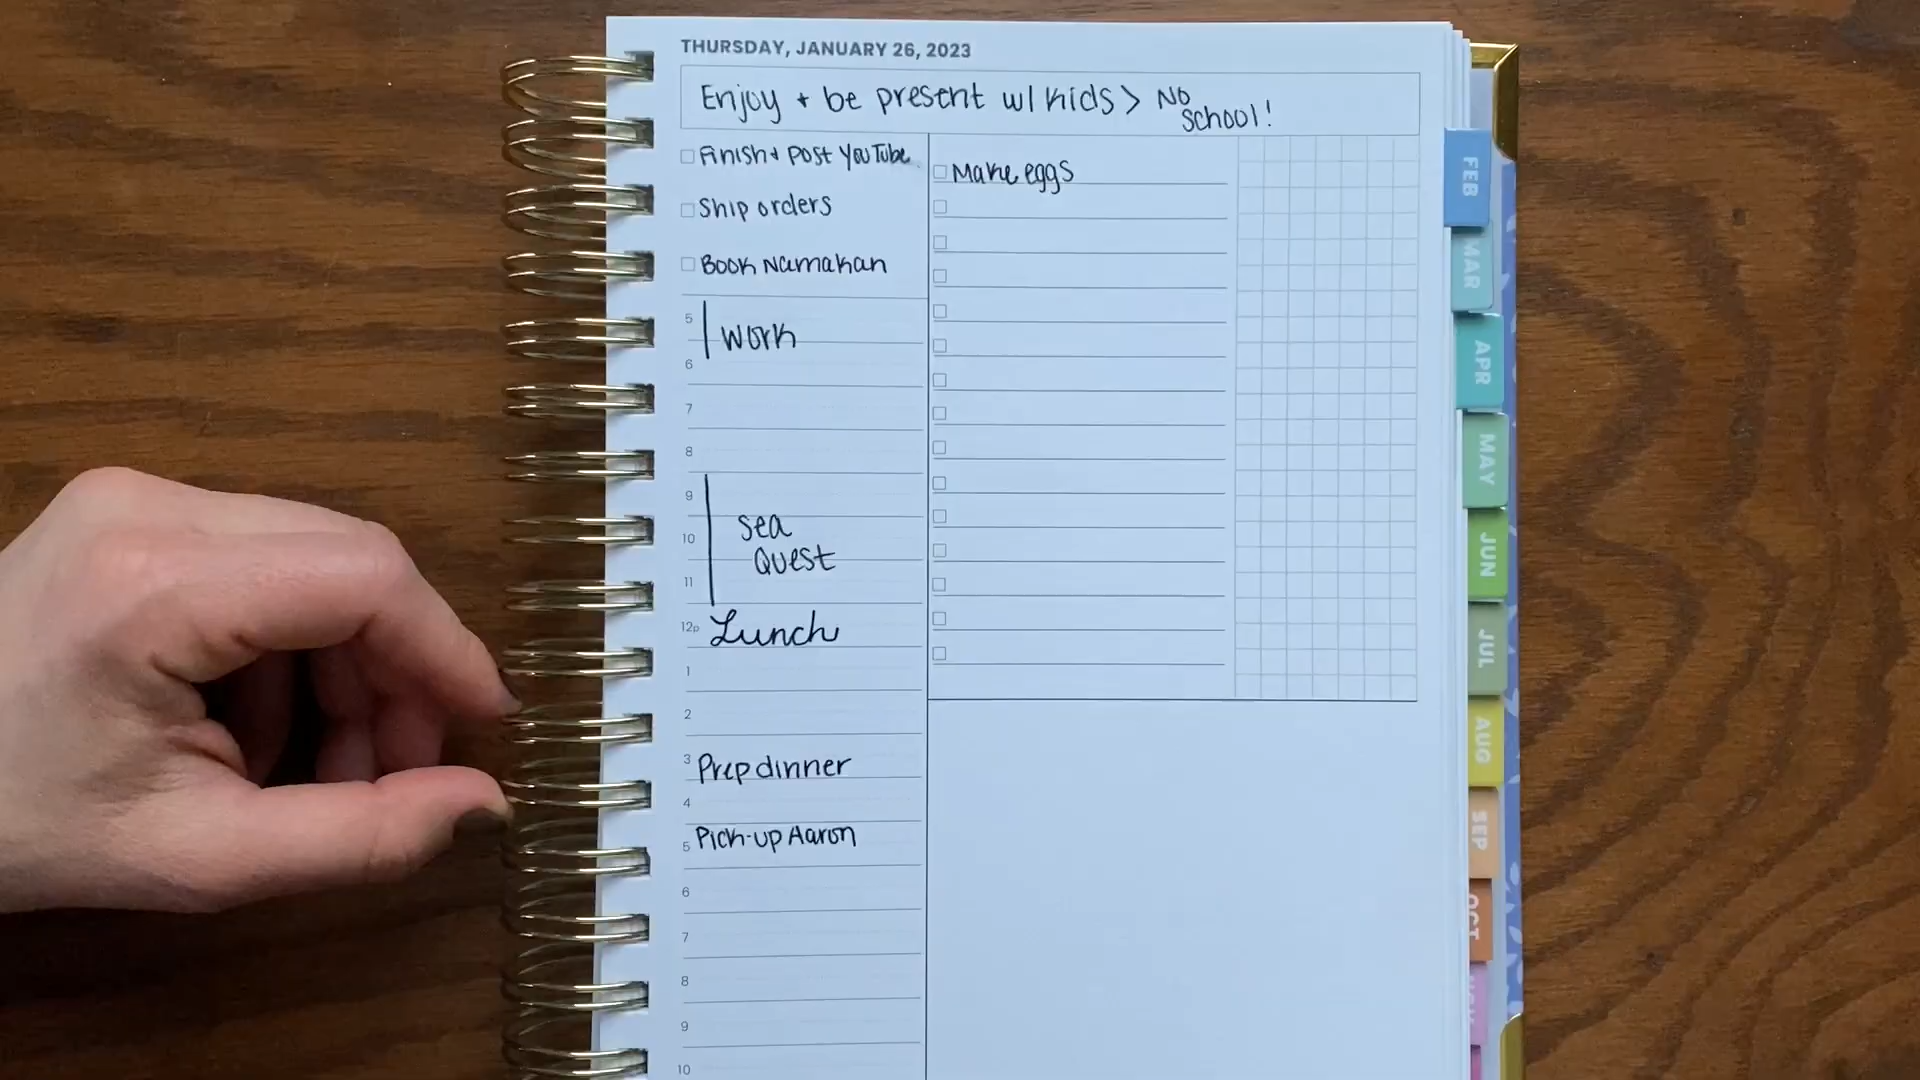 THURSDAY, JANUARY 26, 2023
Enjoy + be present w/ kids > No
School!
Finish + Post YouTube
Ship orders
Book Namakan
Make eggs
5
Work
6
7
8
9
Sea
10
Quest
11
12p Lunch
1
2
3 Prep dinner
4
5 Pick-up Aaron
6
7
8
9
10
FEB
MAR
APR
MAY
JUN
JUL
AUG
SEP
OCT
NOV